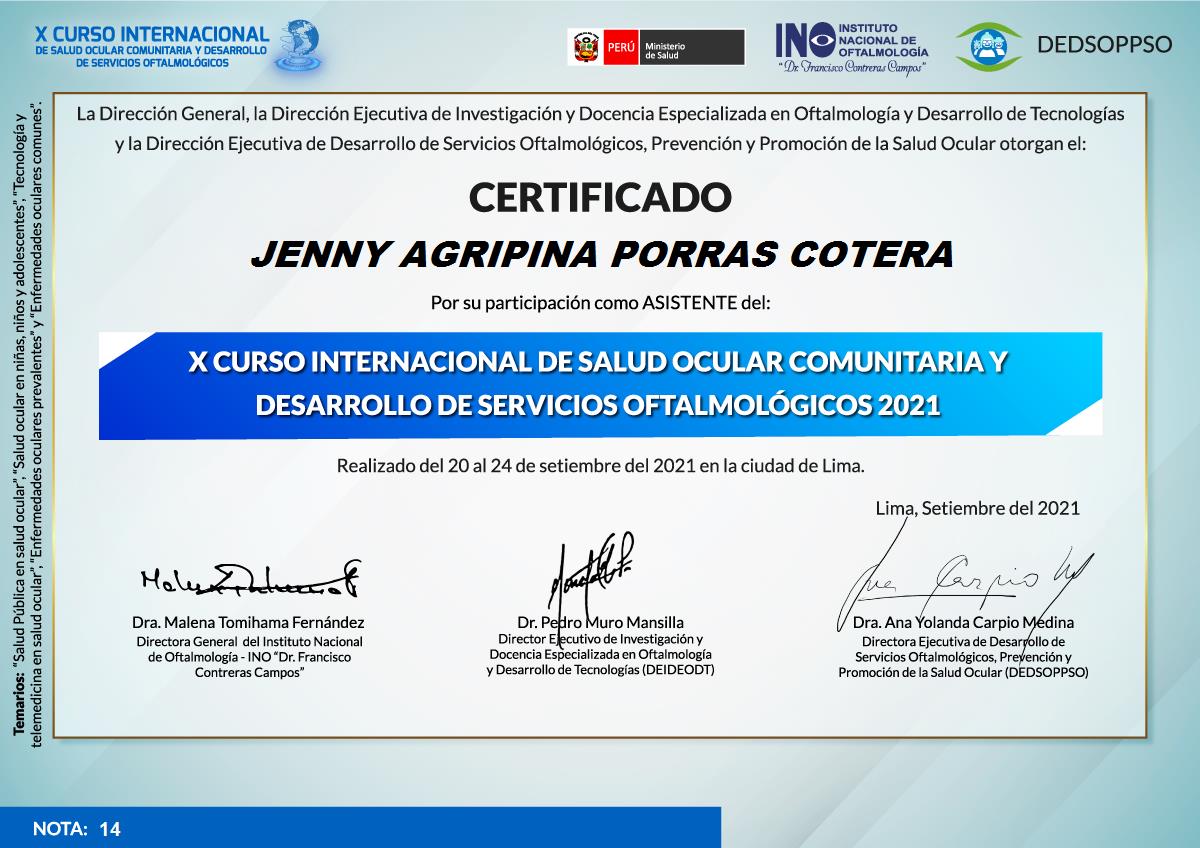 X CURSO INTERNACIONAL
DE SALUD OCULAR COMUNITARIA Y DESARROLLO
DE SERVICIOS OFTALMOLÓGICOS
PERÚ
Ministerio
de Salud
INO
INSTITUTO
NACIONAL DE
OFTALMOLOGÍA
"Dr. Francisco Contreras Campos"
DEDSOPPSO
La Dirección General, la Dirección Ejecutiva de Investigación y Docencia Especializada en Oftalmología y Desarrollo de Tecnologías
y la Dirección Ejecutiva de Desarrollo de Servicios Oftalmológicos, Prevención y Promoción de la Salud Ocular otorgan el:
CERTIFICADO
JENNY AGRIPINA PORRAS COTERA
Por su participación como ASISTENTE del:
X CURSO INTERNACIONAL DE SALUD OCULAR COMUNITARIA Y
DESARROLLO DE SERVICIOS OFTALMOLÓGICOS 2021
Realizado del 20 al 24 de setiembre del 2021 en la ciudad de Lima.
Lima, Setiembre del 2021
Dra. Malena Tomihama Fernández
Directora General del Instituto Nacional
de Oftalmología - INO "Dr. Francisco
Contreras Campos"
Dr. Pedro Muro Mansilla
Director Ejecutivo de Investigación y
Docencia Especializada en Oftalmología
y Desarrollo de Tecnologías (DEIDEODT)
Dra. Ana Yolanda Carpio Medina
Directora Ejecutiva de Desarrollo de
Servicios Oftalmológicos, Prevención y
Promoción de la Salud Ocular (DEDSOPPSO)
Temarios: "Salud Pública en salud ocular", "Salud ocular en niñas, niños y adolescentes", "Tecnología y
telemedicina en salud ocular", "Enfermedades oculares prevalentes" y "Enfermedades oculares comunes".
NOTA: 14